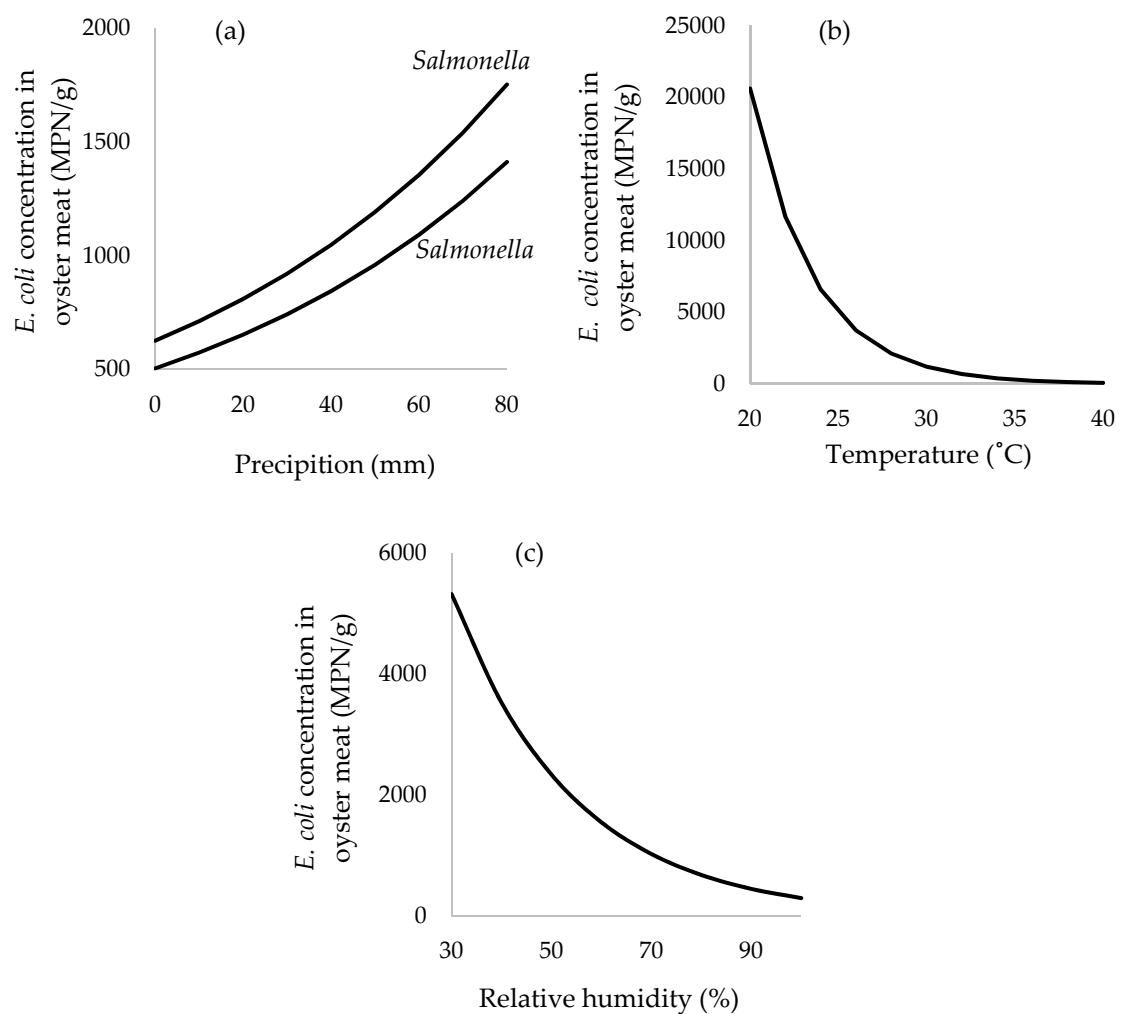 (a)
2000
1500
1000
500
Salmonella
Salmonella
0 20 40 60 80
Precipition (mm)
E. coli concentration in
oyster meat (MPN/g)
(b)
25000
20000
15000
10000
5000
0
20 25 30 35 40
Temperature (˚C)
E. coli concentration in
oyster meat (MPN/g)
(c)
6000
4000
2000
0
30 50 70 90
Relative humidity (%)
E. coli concentration in
oyster meat (MPN/g)